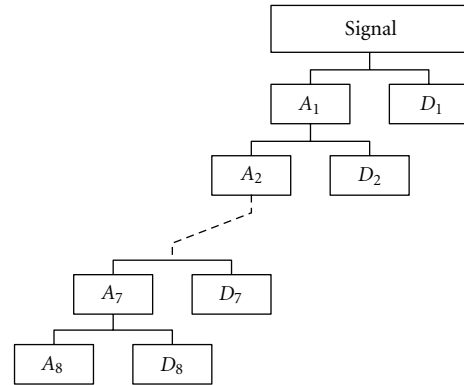 Signal
A₁ D₁
A₂ D₂
A₇ D₇
A₈ D₈